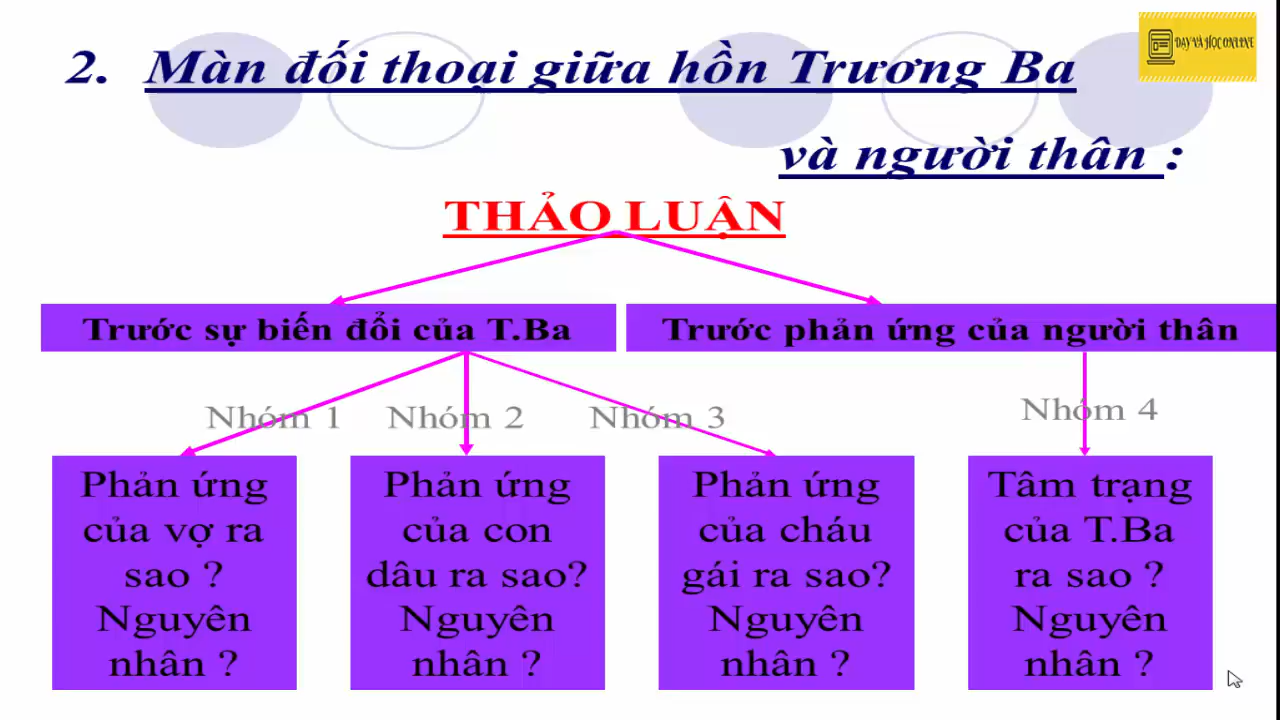 2. Màn đối thoại giữa hồn Trương Ba
và người thân :
DẠY VÀ HỌC ONLINE
THẢO LUẬN
Trước sự biến đổi của T.Ba
Trước phản ứng của người thân
Nhóm 1
Nhóm 2
Nhóm 3
Nhóm 4
Phản ứng
của vợ ra
sao ?
Nguyên
nhân ?
Phản ứng
của con
dâu ra sao?
Nguyên
nhân ?
Phản ứng
của cháu
gái ra sao?
Nguyên
nhân ?
Tâm trạng
của T.Ba
ra sao ?
Nguyên
nhân ?